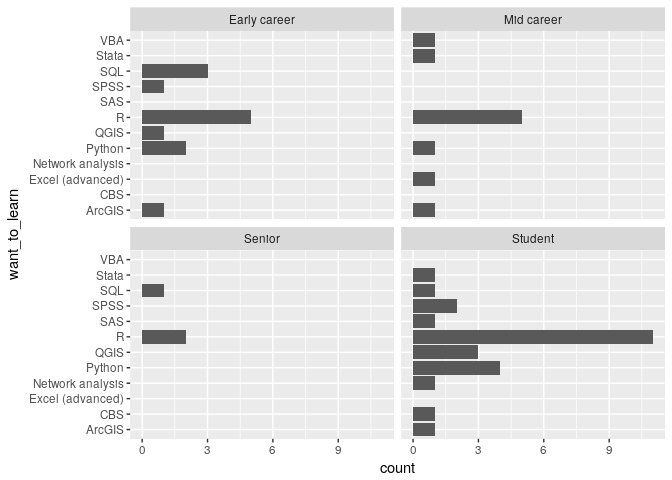 Early career
Mid career
VBA
Stata
SQL
SPSS
SAS
R
QGIS
Python
Network analysis
Excel (advanced)
CBS
ArcGIS
want_to_learn
Senior
Student
VBA
Stata
SQL
SPSS
SAS
R
QGIS
Python
Network analysis
Excel (advanced)
CBS
ArcGIS
0 3 6 9
0 3 6 9
count